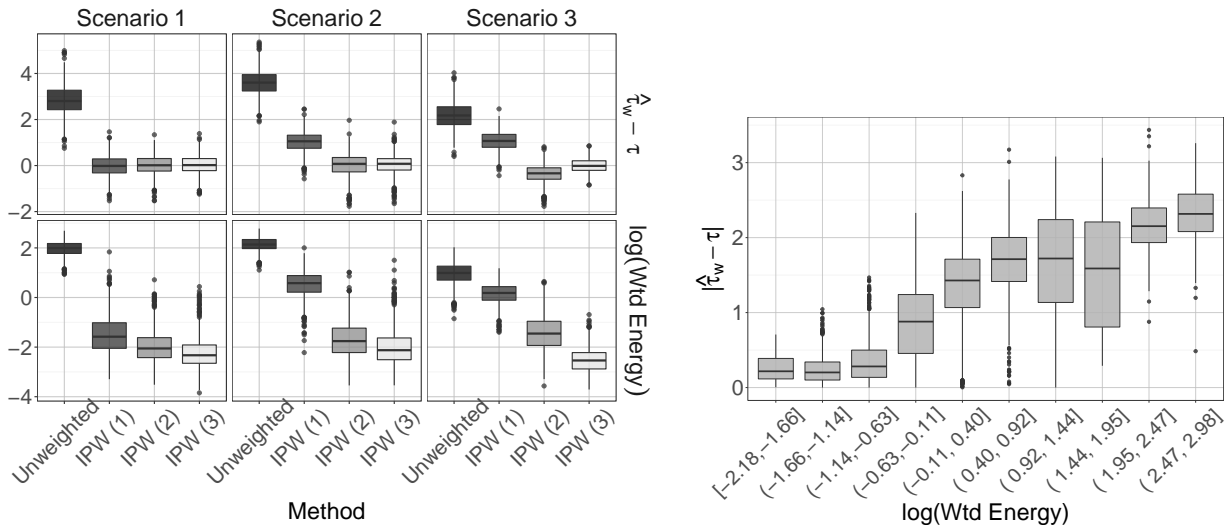 Scenario 1 Scenario 2 Scenario 3
4
2
0
−2
τ̂w − τ
2
0
−2
−4
log(Wtd Energy)
Unweighted IPW (1) IPW (2) IPW (3) Unweighted IPW (1) IPW (2) IPW (3) Unweighted IPW (1) IPW (2) IPW (3)
Method
|τ̂w − τ|
3
2
1
0
[−2.18,−1.66] (−1.66,−1.14] (−1.14,−0.63] (−0.63,−0.11] (−0.11, 0.40] ( 0.40, 0.92] ( 0.92, 1.44] ( 1.44, 1.95] ( 1.95, 2.47] ( 2.47, 2.98]
log(Wtd Energy)